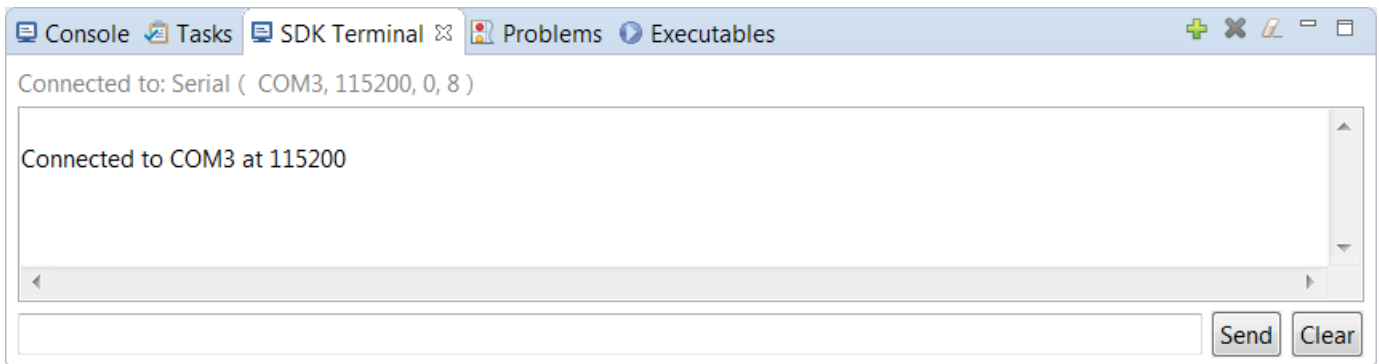 Console Tasks SDK Terminal Problems Executables
Connected to: Serial ( COM3, 115200, 0, 8 )
Connected to COM3 at 115200
Send Clear